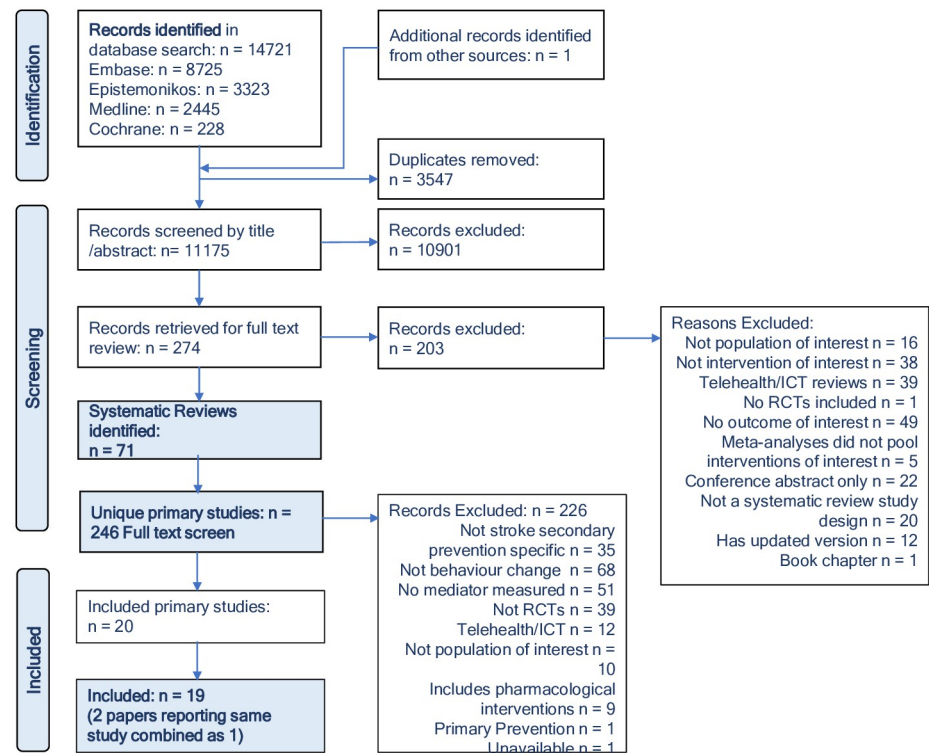 Identification
Records identified in
database search: n = 14721
Embase: n = 8725
Epistemonikos: n = 3323
Medline: n = 2445
Cochrane: n = 228
Additional records identified
from other sources: n = 1
Duplicates removed:
n = 3547
Screening
Records screened by title
/abstract: n= 11175
Records excluded:
n = 10901
Records retrieved for full text
review: n = 274
Records excluded:
n = 203
Reasons Excluded:
Not population of interest n = 16
Not intervention of interest n = 38
Telehealth/ICT reviews n = 39
No RCTs included n = 1
No outcome of interest n = 49
Meta-analyses did not pool
interventions of interest n = 5
Conference abstract only n = 22
Not a systematic review study
design n = 20
Has updated version n = 12
Book chapter n = 1
Systematic Reviews
identified:
n = 71
Unique primary studies: n =
246 Full text screen
Records Excluded: n = 226
Not stroke secondary
prevention specific n = 35
Not behaviour change n = 68
No mediator measured n = 51
Not RCTs n = 39
Telehealth/ICT n = 12
Not population of interest n =
10
Includes pharmacological
interventions n = 9
Primary Prevention n = 1
Unavailable n = 1
Included
Included primary studies:
n = 20
Included: n = 19
(2 papers reporting same
study combined as 1)